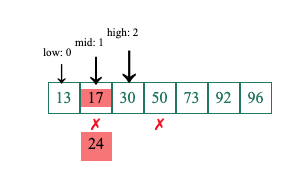 low: 0
mid: 1
high: 2
13 17 30 50 73 92 96
✗ ✗
24